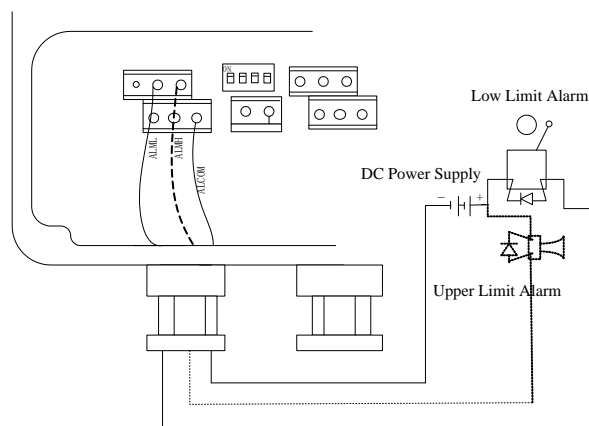 ON
Low Limit Alarm
ALML
ALMH
ALCOM
DC Power Supply
− +
Upper Limit Alarm